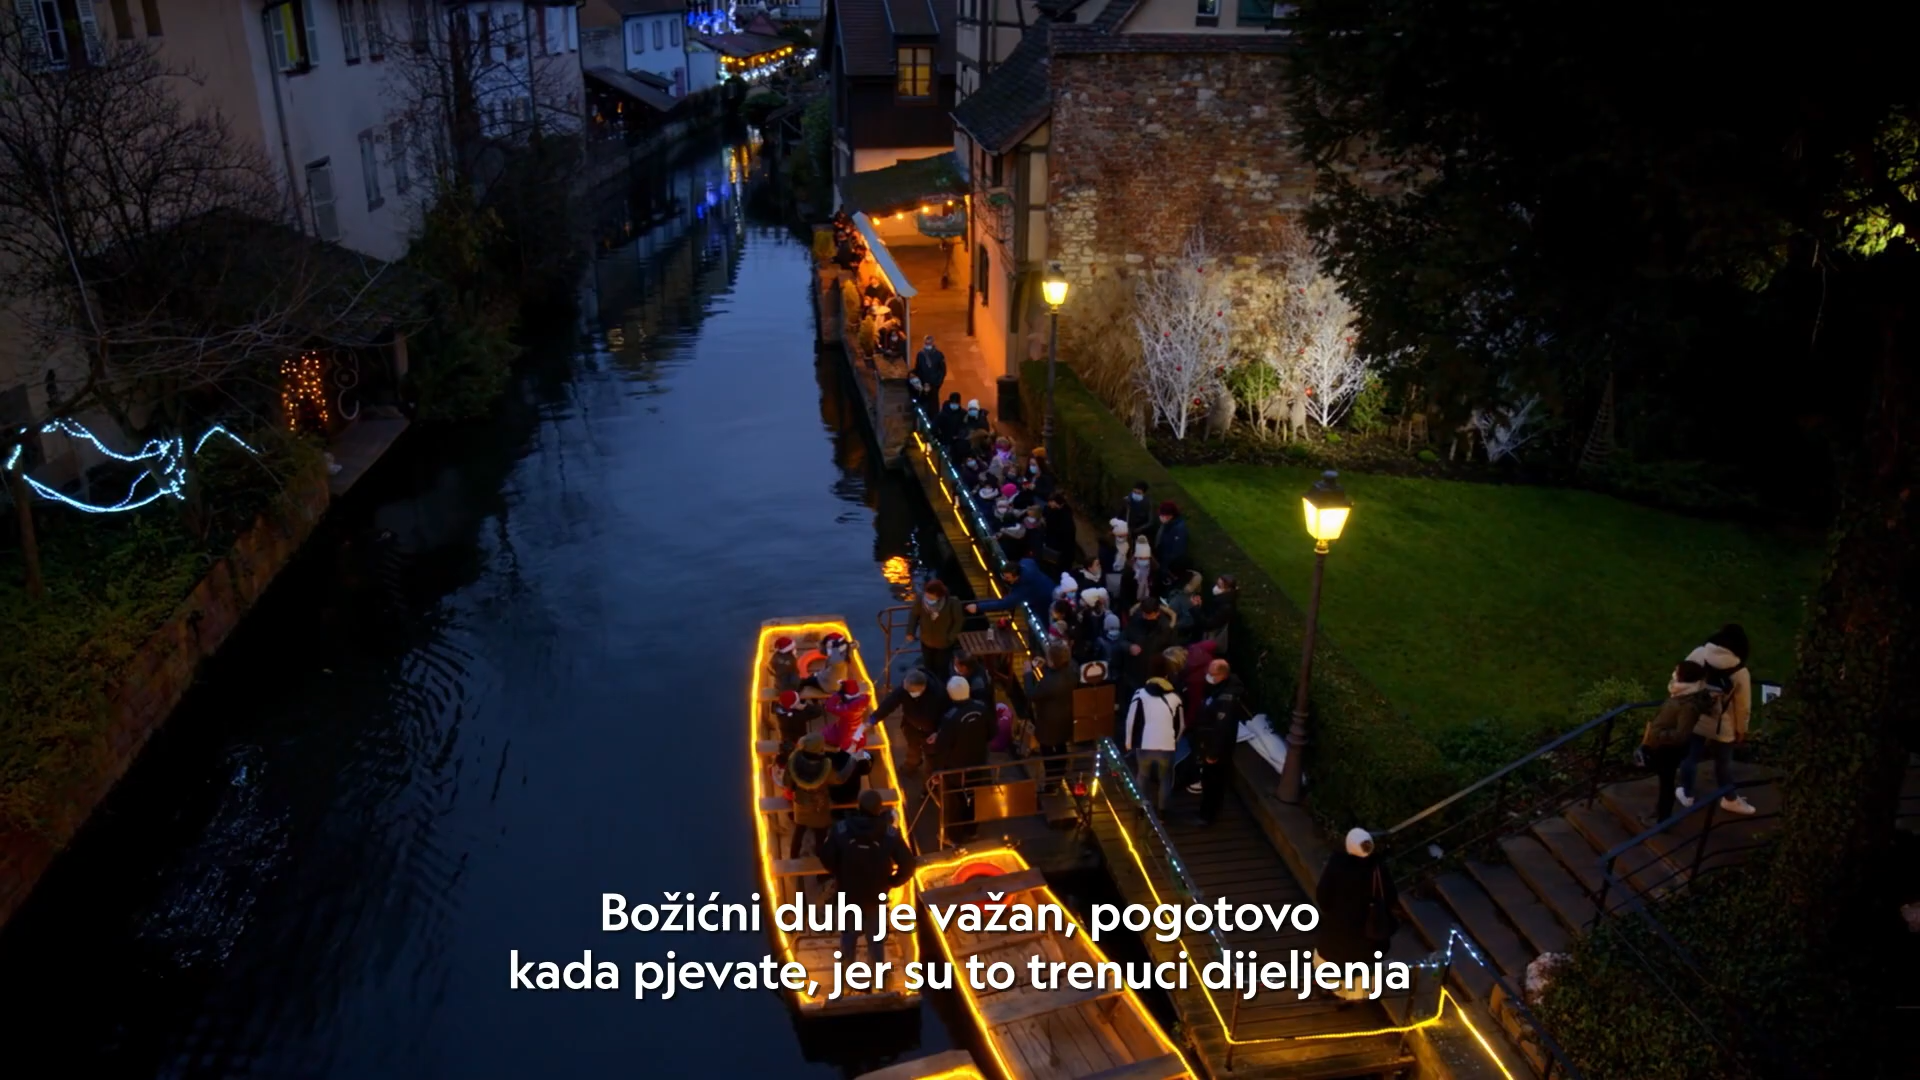 Božićni duh je važan, pogotovo
kada pjevate, jer su to trenuci dijeljenja